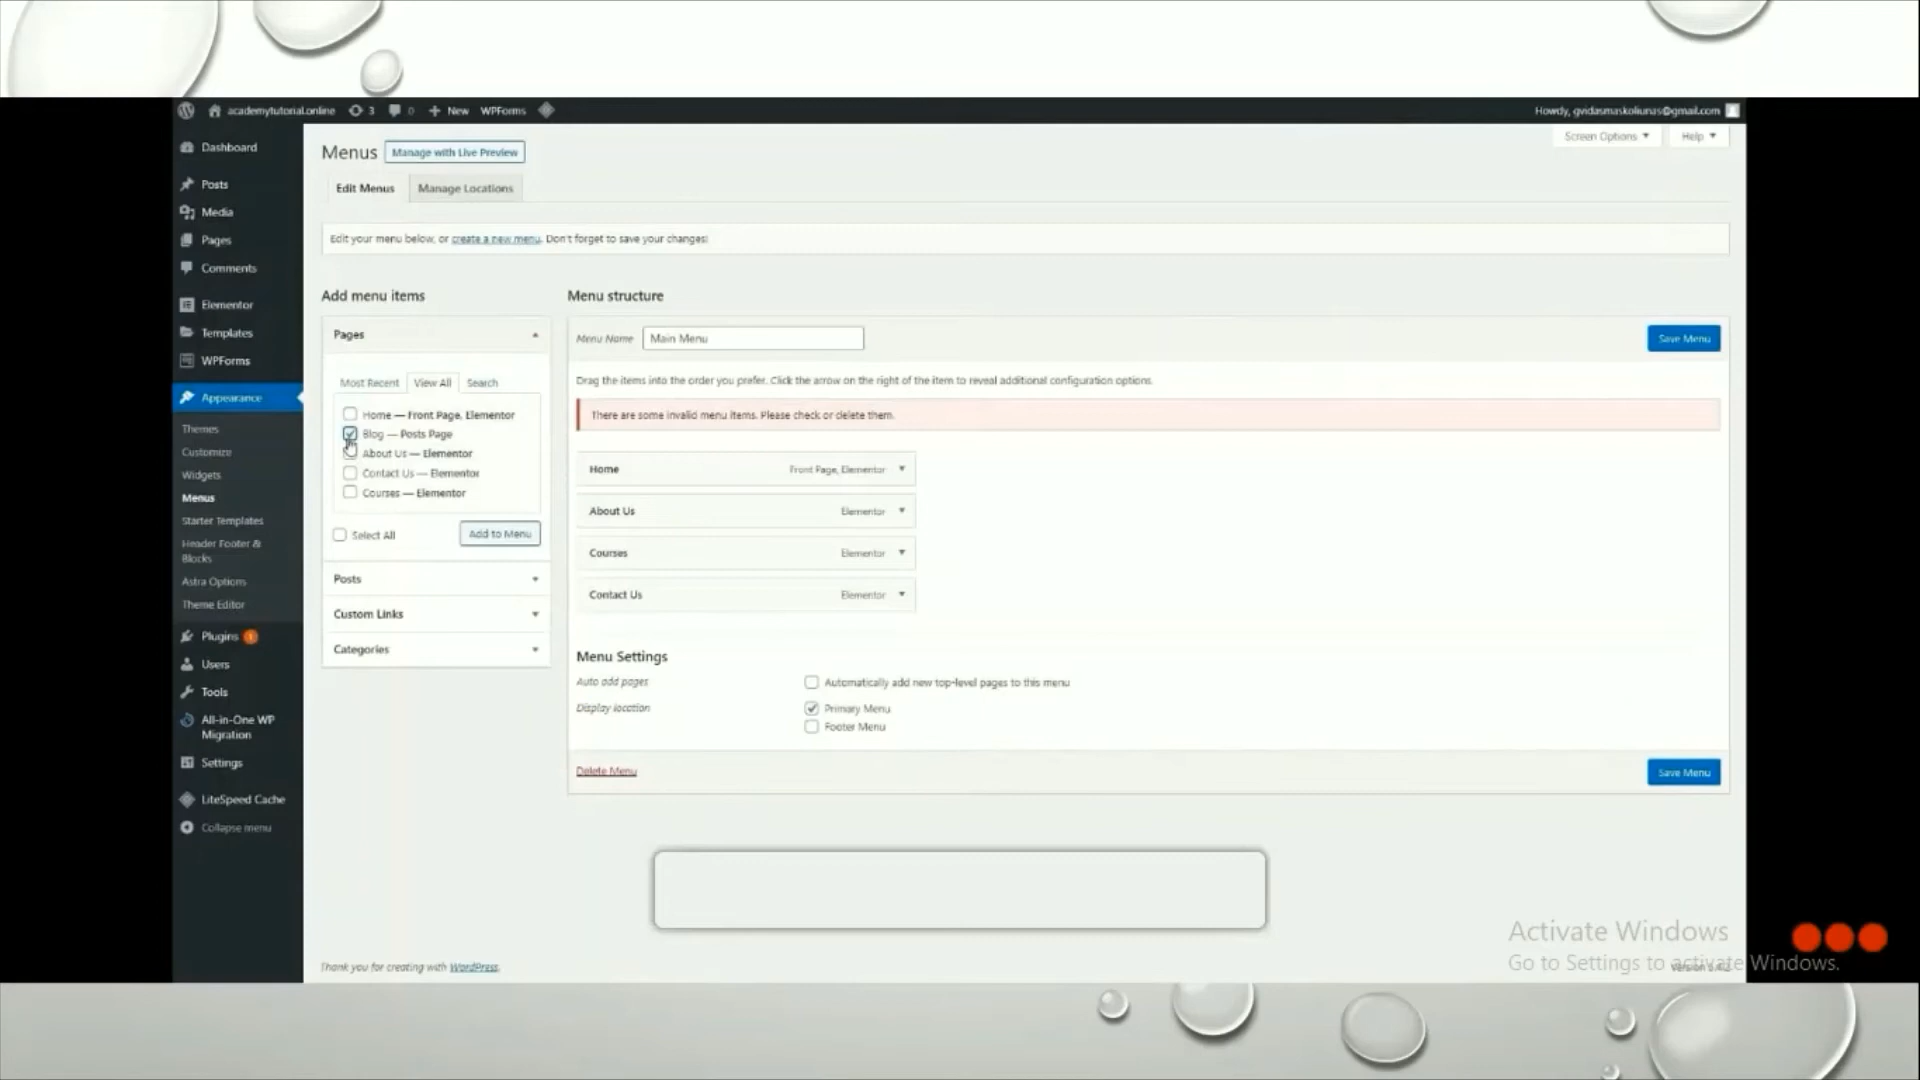 academytutorial.online 3 0 New WPForms
Howdy, gvidasmaskoliunas@gmail.com
Screen Options Help
Dashboard
Posts
Media
Pages
Comments
Elementor
Templates
WPForms
Appearance
Themes
Customize
Widgets
Menus
Starter Templates
Header Footer &
Blocks
Astra Options
Theme Editor
Plugins 1
Users
Tools
All-in-One WP
Migration
Settings
LiteSpeed Cache
Collapse menu
Menus Manage with Live Preview
Edit Menus Manage Locations
Edit your menu below, or create a new menu. Don't forget to save your changes!
Add menu items
Pages
Most Recent View All Search
Home — Front Page, Elementor
Blog — Posts Page
About Us — Elementor
Contact Us — Elementor
Courses — Elementor
Select All Add to Menu
Posts
Custom Links
Categories
Menu structure
Menu Name Main Menu Save Menu
Drag the items into the order you prefer. Click the arrow on the right of the item to reveal additional configuration options.
There are some invalid menu items. Please check or delete them.
Home Front Page, Elementor
About Us Elementor
Courses Elementor
Contact Us Elementor
Menu Settings
Auto add pages Automatically add new top-level pages to this menu
Display location Primary Menu
Footer Menu
Delete Menu Save Menu
Thank you for creating with WordPress.
Activate Windows
Go to Settings to activate Windows.